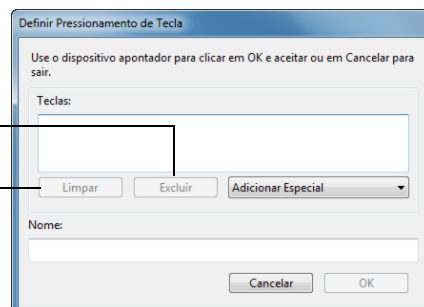 Definir Pressionamento de Tecla
Use o dispositivo apontador para clicar em OK e aceitar ou em Cancelar para
sair.
Teclas:
Limpar Excluir Adicionar Especial
Nome:
Cancelar OK